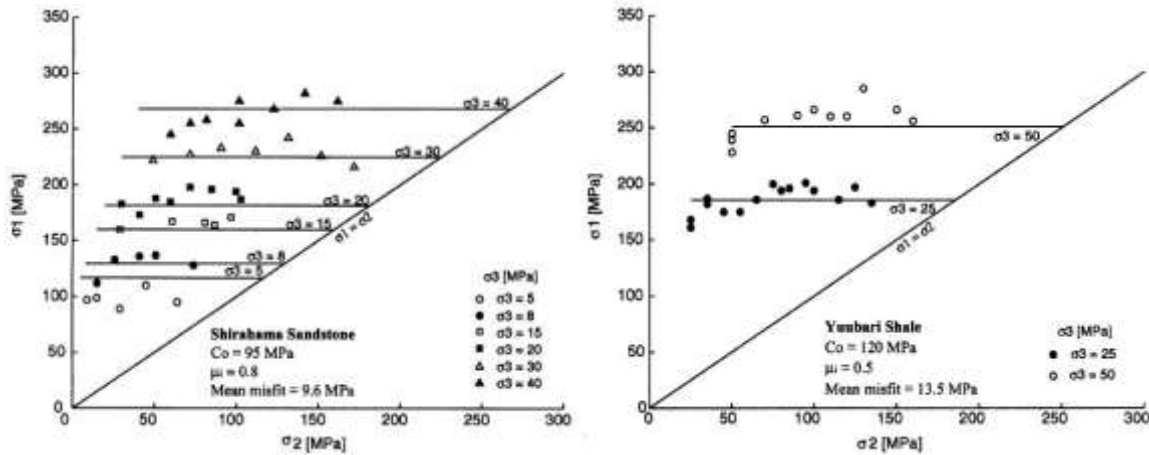 350
300
250
200
150
100
50
0
σ1 [MPa]
σ3 = 40
σ3 = 30
σ3 = 20
σ3 = 15
σ3 = 8
σ3 = 5
σ1 = σ2
Shirahama Sandstone
Co = 95 MPa
μi = 0.8
Mean misfit = 9.6 MPa
σ3 [MPa]
σ3 = 5
σ3 = 8
σ3 = 15
σ3 = 20
σ3 = 30
σ3 = 40
0 50 100 150 200 250 300
σ2 [MPa]
350
300
250
200
150
100
50
0
σ1 [MPa]
σ3 = 50
σ3 = 25
σ1 = σ2
Yuubari Shale
Co = 120 MPa
μi = 0.5
Mean misfit = 13.5 MPa
σ3 [MPa]
σ3 = 25
σ3 = 50
0 50 100 150 200 250 300
σ2 [MPa]